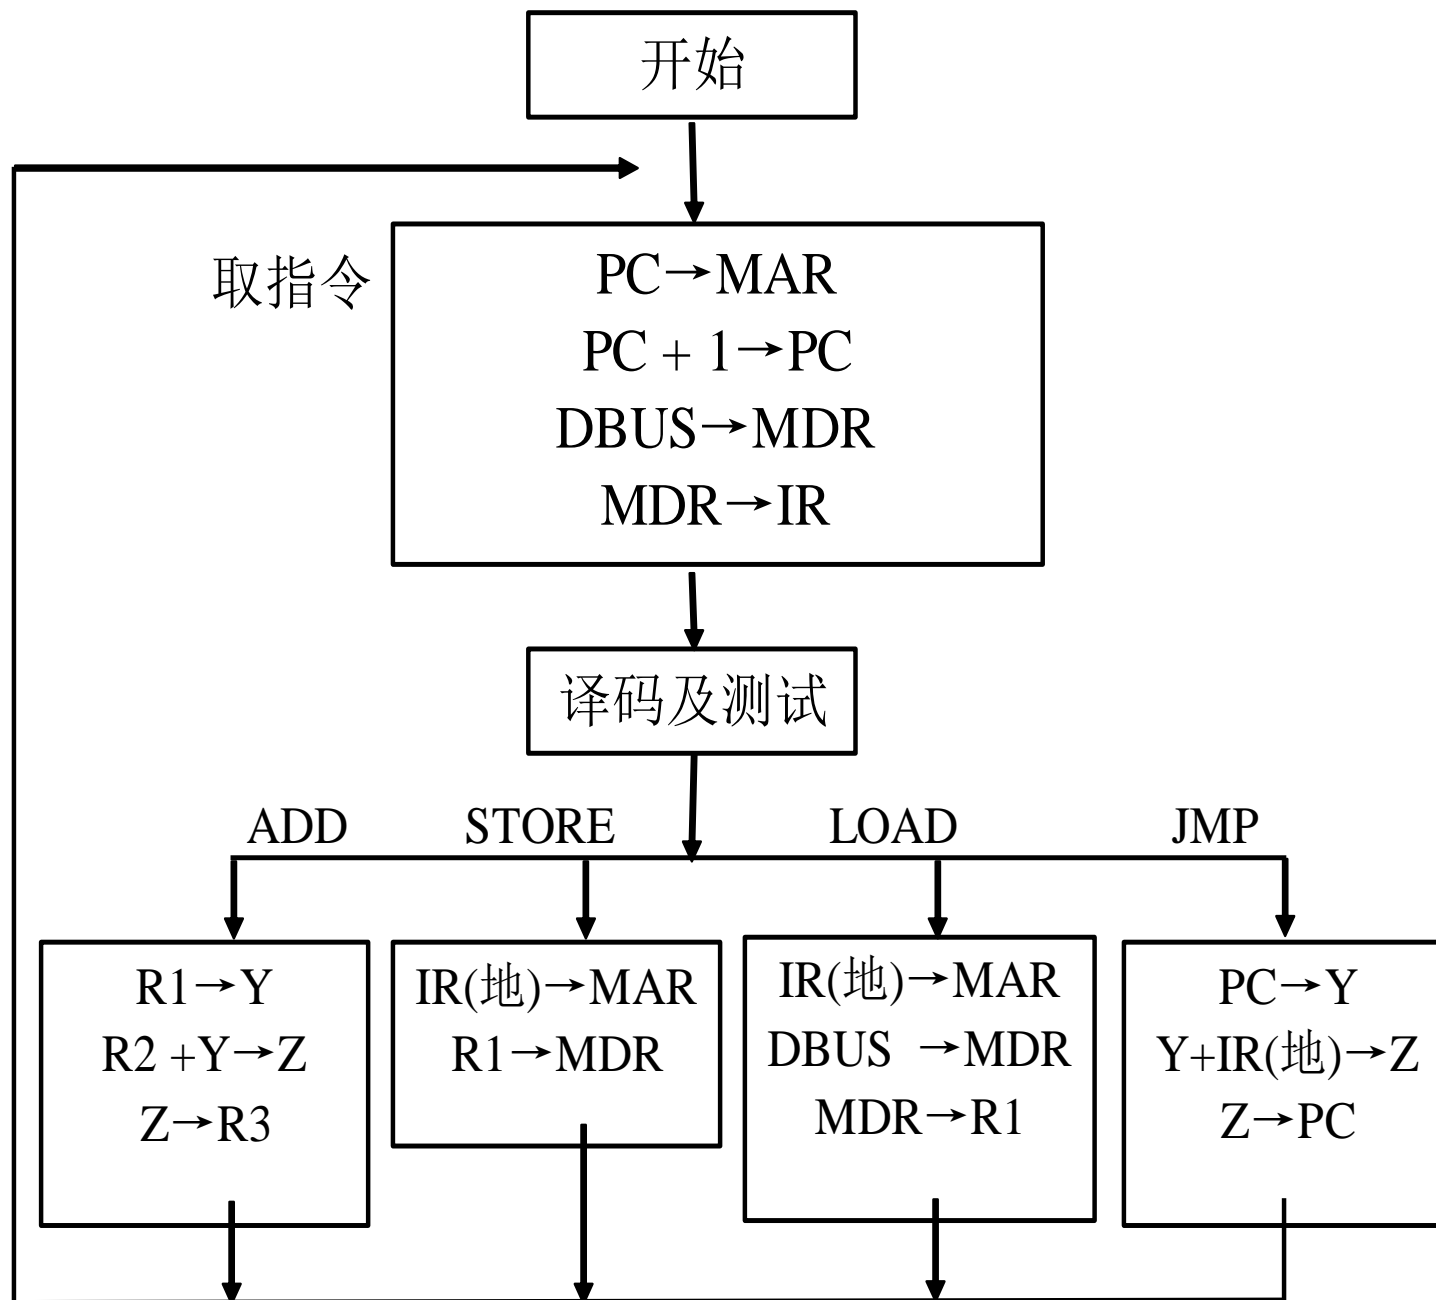 开始
取指令
PC→MAR
PC + 1→PC
DBUS→MDR
MDR→IR
译码及测试
ADD
STORE
LOAD
JMP
R1→Y
R2 +Y→Z
Z→R3
IR(地)→MAR
R1→MDR
IR(地)→MAR
DBUS →MDR
MDR→R1
PC→Y
Y+IR(地)→Z
Z→PC